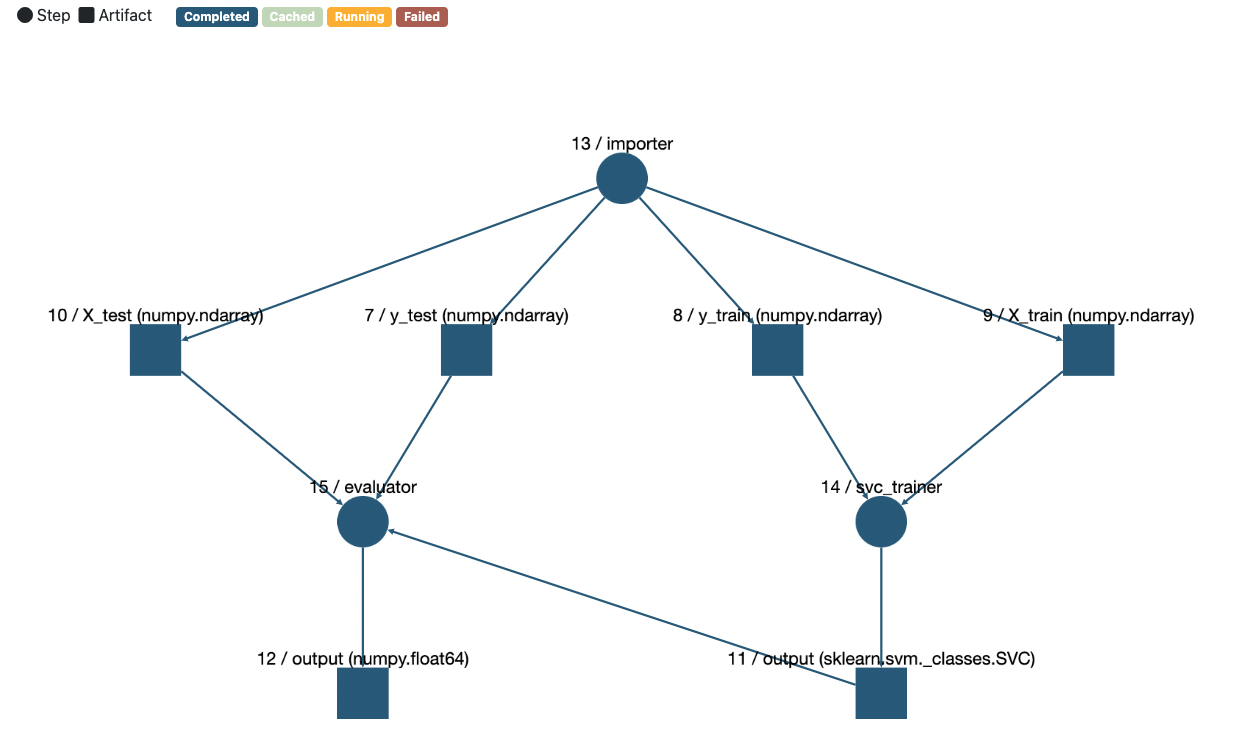 Step Artifact Completed Cached Running Failed
13 / importer
10 / X_test (numpy.ndarray)
7 / y_test (numpy.ndarray)
8 / y_train (numpy.ndarray)
9 / X_train (numpy.ndarray)
15 / evaluator
14 / svc_trainer
12 / output (numpy.float64)
11 / output (sklearn.svm._classes.SVC)